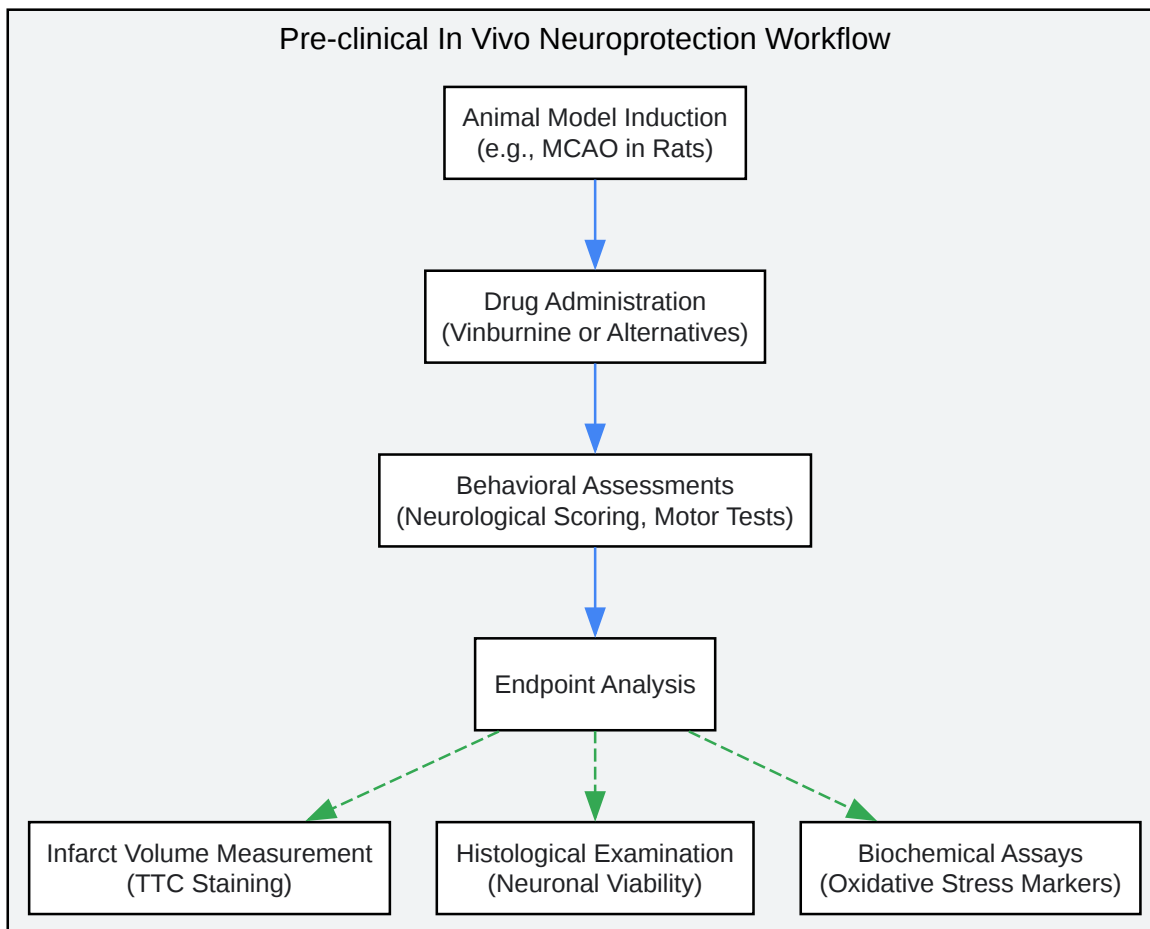 Pre-clinical In Vivo Neuroprotection Workflow
Animal Model Induction
(e.g., MCAO in Rats)
Drug Administration
(Vinburnine or Alternatives)
Behavioral Assessments
(Neurological Scoring, Motor Tests)
Endpoint Analysis
Infarct Volume Measurement
(TTC Staining)
Histological Examination
(Neuronal Viability)
Biochemical Assays
(Oxidative Stress Markers)